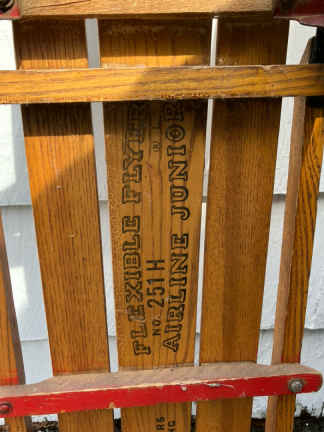 FLEXIBLE FLYER
NO. 251H
AIRLINE JUNIOR